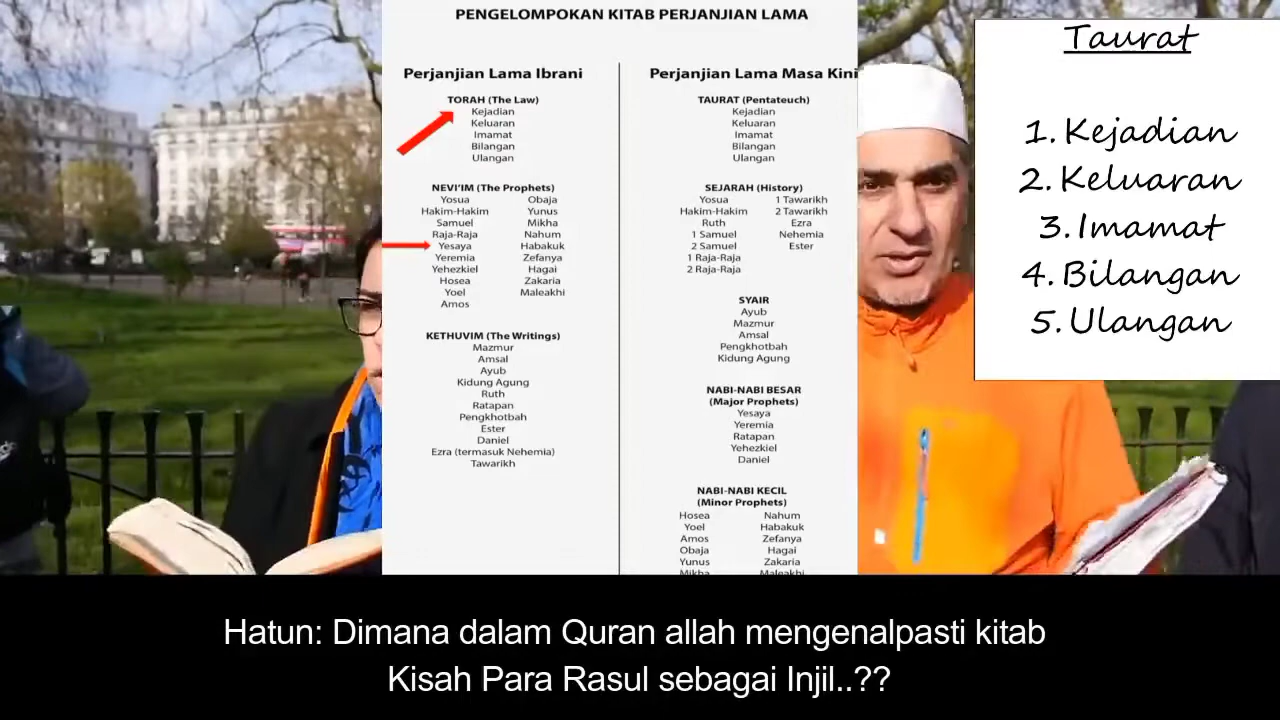 PENGELOMPOKAN KITAB PERJANJIAN LAMA
Perjanjian Lama Ibrani
TORAH (The Law)
Kejadian
Keluaran
Imamat
Bilangan
Ulangan
NEVI'IM (The Prophets)
Yosua Obaja
Hakim-Hakim Yunus
Samuel Mikha
Raja-Raja Nahum
Yesaya Habakuk
Yeremia Zefanya
Yehezkiel Hagai
Hosea Zakaria
Yoel Maleakhi
Amos
KETHUVIM (The Writings)
Mazmur
Amsal
Ayub
Kidung Agung
Ruth
Ratapan
Pengkhotbah
Ester
Daniel
Ezra (termasuk Nehemia)
Tawarikh
Perjanjian Lama Masa Kini
TAURAT (Pentateuch)
Kejadian
Keluaran
Imamat
Bilangan
Ulangan
SEJARAH (History)
Yosua 1 Tawarikh
Hakim-Hakim 2 Tawarikh
Ruth Ezra
1 Samuel Nehemia
2 Samuel Ester
1 Raja-Raja
2 Raja-Raja
SYAIR
Ayub
Mazmur
Amsal
Pengkhotbah
Kidung Agung
NABI-NABI BESAR
(Major Prophets)
Yesaya
Yeremia
Ratapan
Yehezkiel
Daniel
NABI-NABI KECIL
(Minor Prophets)
Hosea Nahum
Yoel Habakuk
Amos Zefanya
Obaja Hagai
Yunus Zakaria
Mikha Maleakhi
Taurat
1. Kejadian
2. Keluaran
3. Imamat
4. Bilangan
5. Ulangan
Hatun: Dimana dalam Quran allah mengenalpasti kitab
Kisah Para Rasul sebagai Injil..??